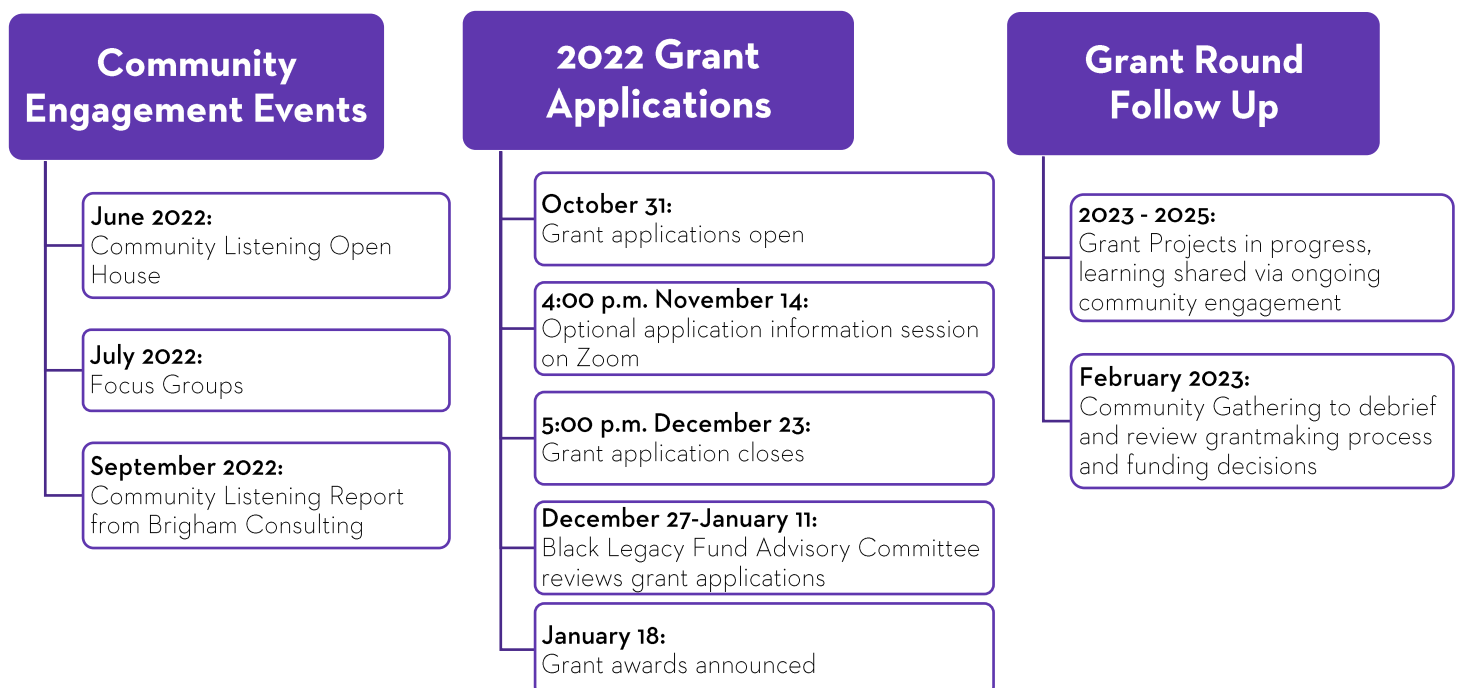 Community
Engagement Events
June 2022:
Community Listening Open
House
July 2022:
Focus Groups
September 2022:
Community Listening Report
from Brigham Consulting
2022 Grant
Applications
October 31:
Grant applications open
4:00 p.m. November 14:
Optional application information session
on Zoom
5:00 p.m. December 23:
Grant application closes
December 27-January 11:
Black Legacy Fund Advisory Committee
reviews grant applications
January 18:
Grant awards announced
Grant Round
Follow Up
2023 - 2025:
Grant Projects in progress,
learning shared via ongoing
community engagement
February 2023:
Community Gathering to debrief
and review grantmaking process
and funding decisions